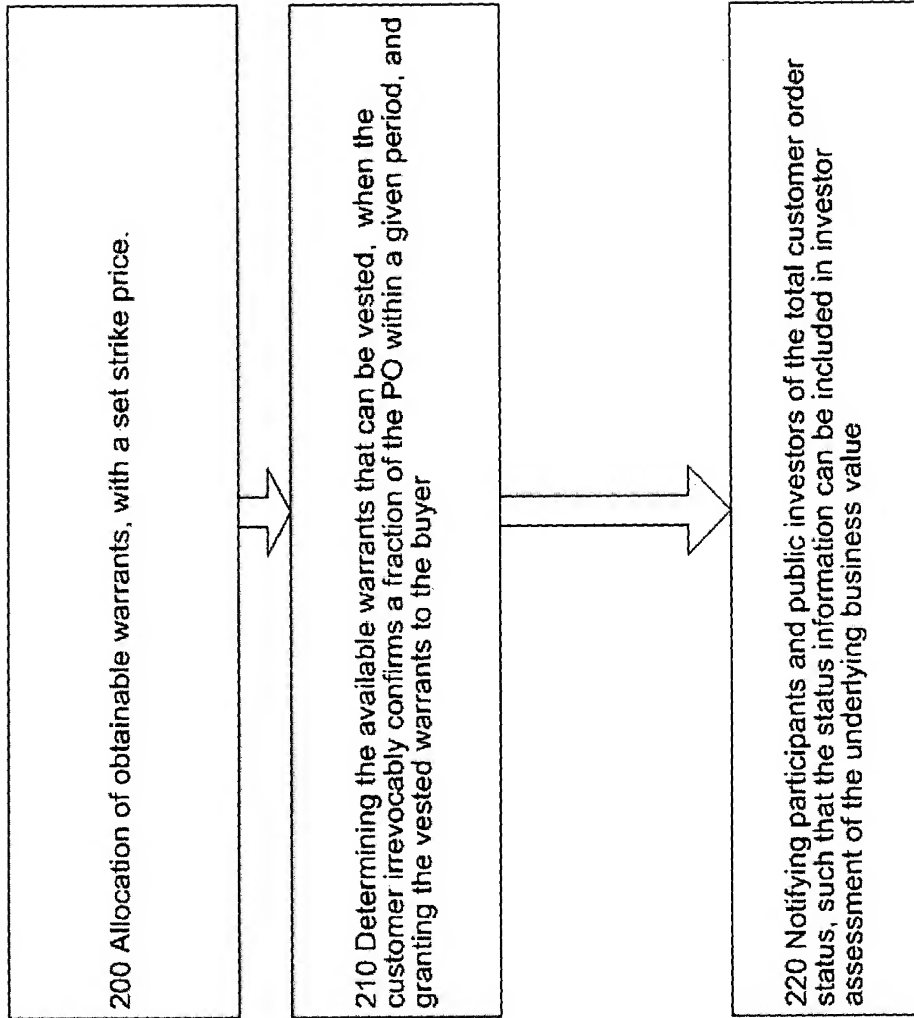 200 Allocation of obtainable warrants, with a set strike price.
210 Determining the available warrants that can be vested, when the
customer irrevocably confirms a fraction of the PO within a given period, and
granting the vested warrants to the buyer
220 Notifying participants and public investors of the total customer order
status, such that the status information can be included in investor
assessment of the underlying business value